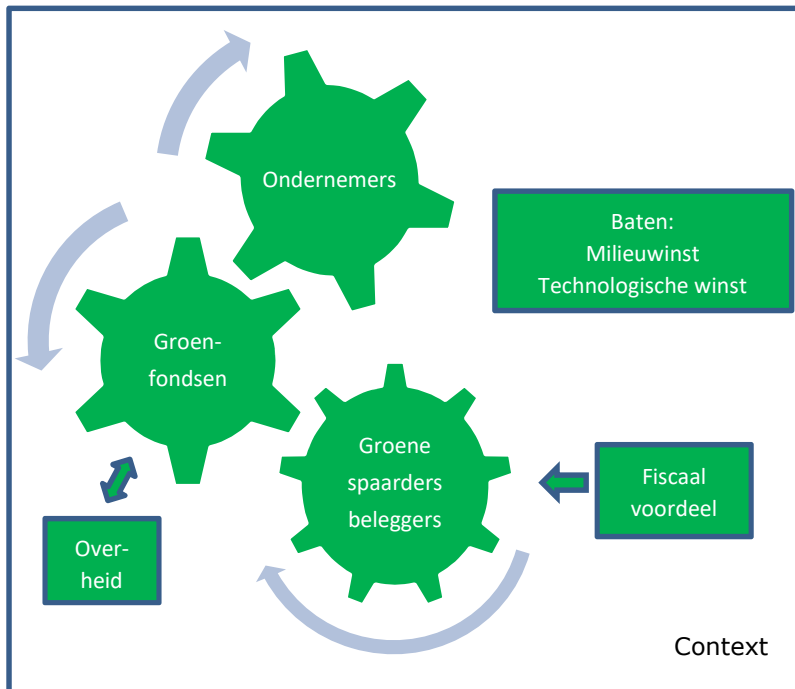 Ondernemers
Baten:
Milieuwinst
Technologische winst
Groen-
fondsen
Groene
spaarders
beleggers
Fiscaal
voordeel
Over-
heid
Context